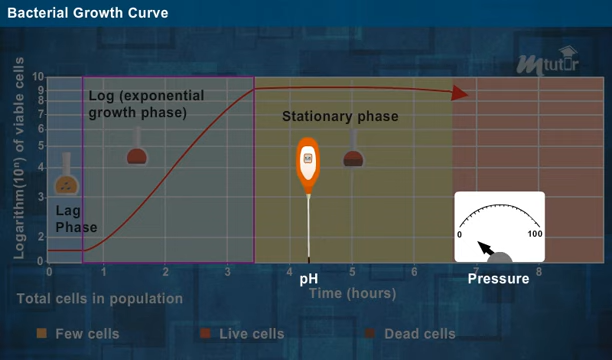 Bacterial Growth Curve
mtutor
Logarithm(10ⁿ) of viable cells
10
9
8
7
6
5
4
3
2
0
Log (exponential
growth phase)
Stationary phase
Lag
Phase
0 100
0 1 2 3 4 5 6 7 8
pH
Pressure
Time (hours)
Total cells in population
Few cells Live cells Dead cells